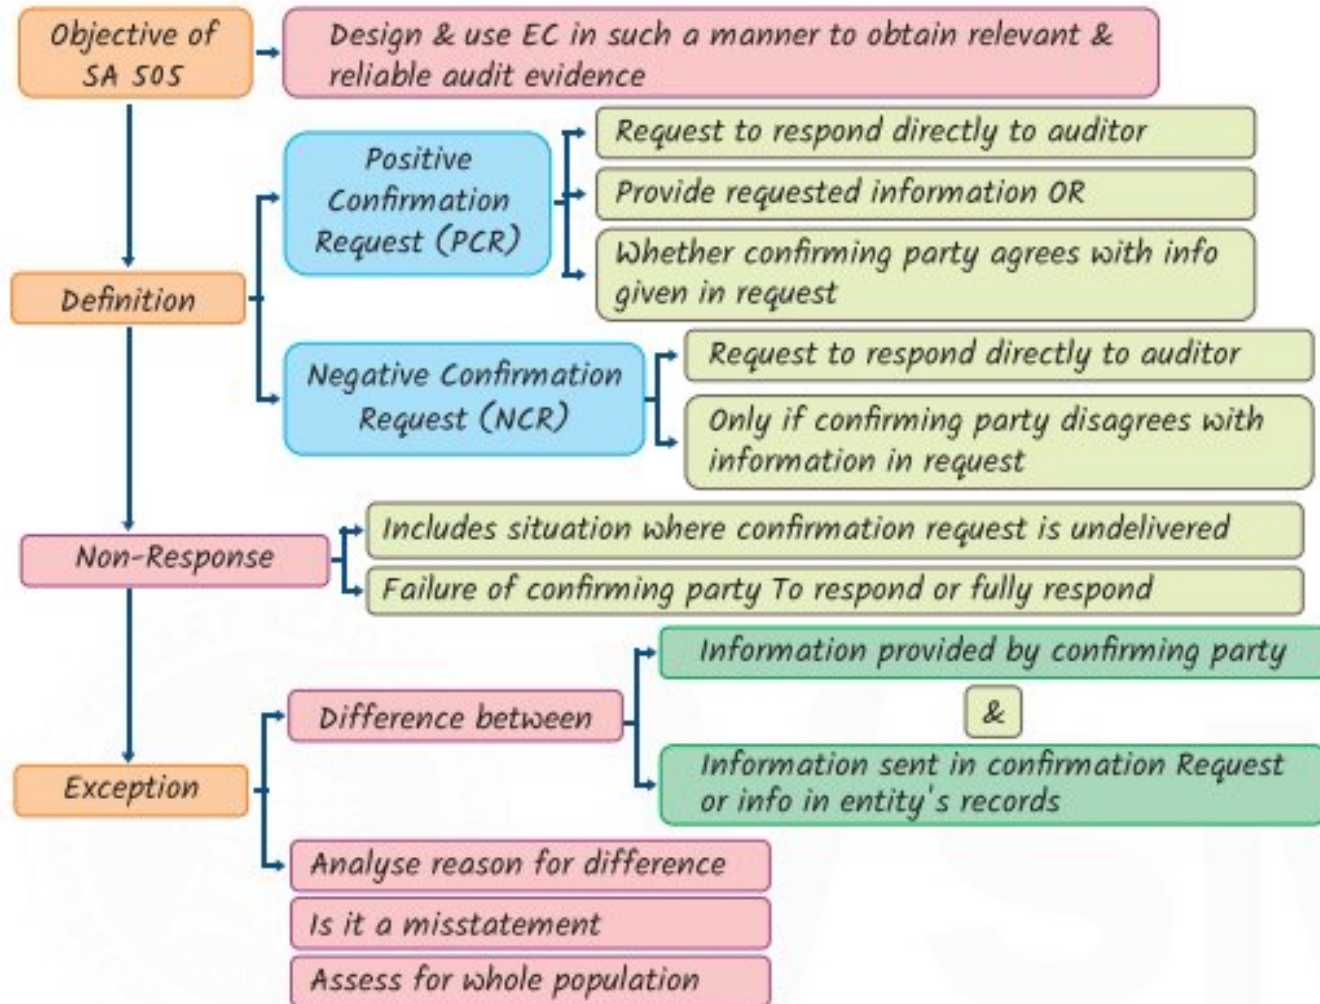 Objective of
SA 505
Design & use EC in such a manner to obtain relevant &
reliable audit evidence
Positive
Confirmation
Request (PCR)
Request to respond directly to auditor
Provide requested information OR
Whether confirming party agrees with info
given in request
Definition
Negative Confirmation
Request (NCR)
Request to respond directly to auditor
Only if confirming party disagrees with
information in request
Non-Response
Includes situation where confirmation request is undelivered
Failure of confirming party To respond or fully respond
Exception
Difference between
Information provided by confirming party
&
Information sent in confirmation Request
or info in entity's records
Analyse reason for difference
Is it a misstatement
Assess for whole population